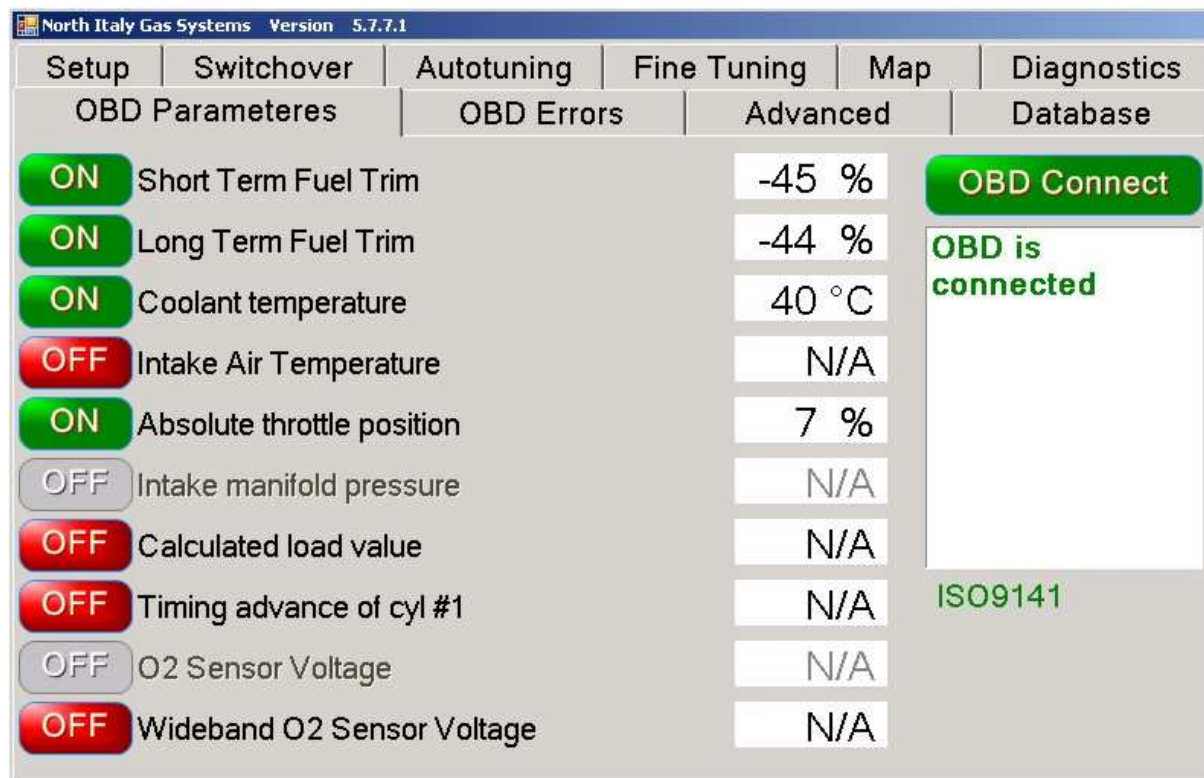 North Italy Gas Systems Version 5.7.7.1
Setup Switchover Autotuning Fine Tuning Map Diagnostics
OBD Parameteres OBD Errors Advanced Database
ON Short Term Fuel Trim -45 % OBD Connect
ON Long Term Fuel Trim -44 % OBD is
connected
ON Coolant temperature 40 °C
OFF Intake Air Temperature N/A
ON Absolute throttle position 7 %
OFF Intake manifold pressure N/A
OFF Calculated load value N/A
OFF Timing advance of cyl #1 N/A ISO9141
OFF O2 Sensor Voltage N/A
OFF Wideband O2 Sensor Voltage N/A